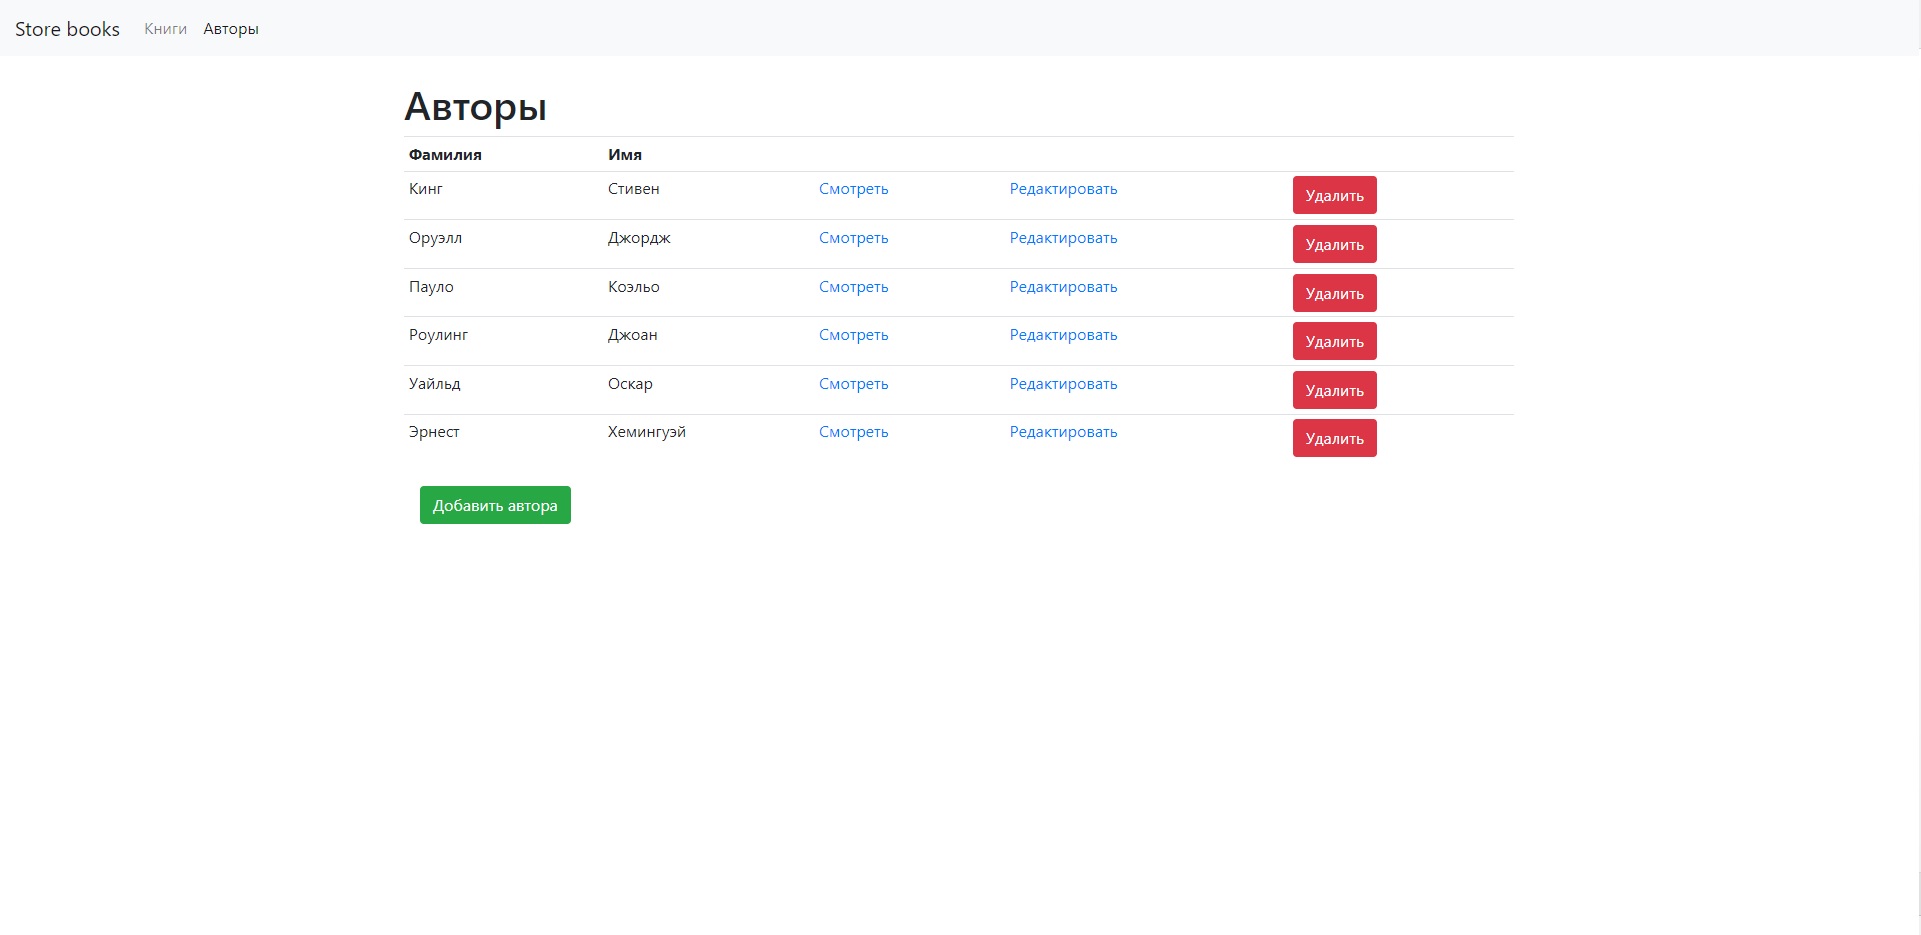 Store books Книги Авторы
Авторы
Фамилия Имя
Кинг Стивен Смотреть Редактировать Удалить
Оруэлл Джордж Смотреть Редактировать Удалить
Пауло Коэльо Смотреть Редактировать Удалить
Роулинг Джоан Смотреть Редактировать Удалить
Уайльд Оскар Смотреть Редактировать Удалить
Эрнест Хемингуэй Смотреть Редактировать Удалить
Добавить автора